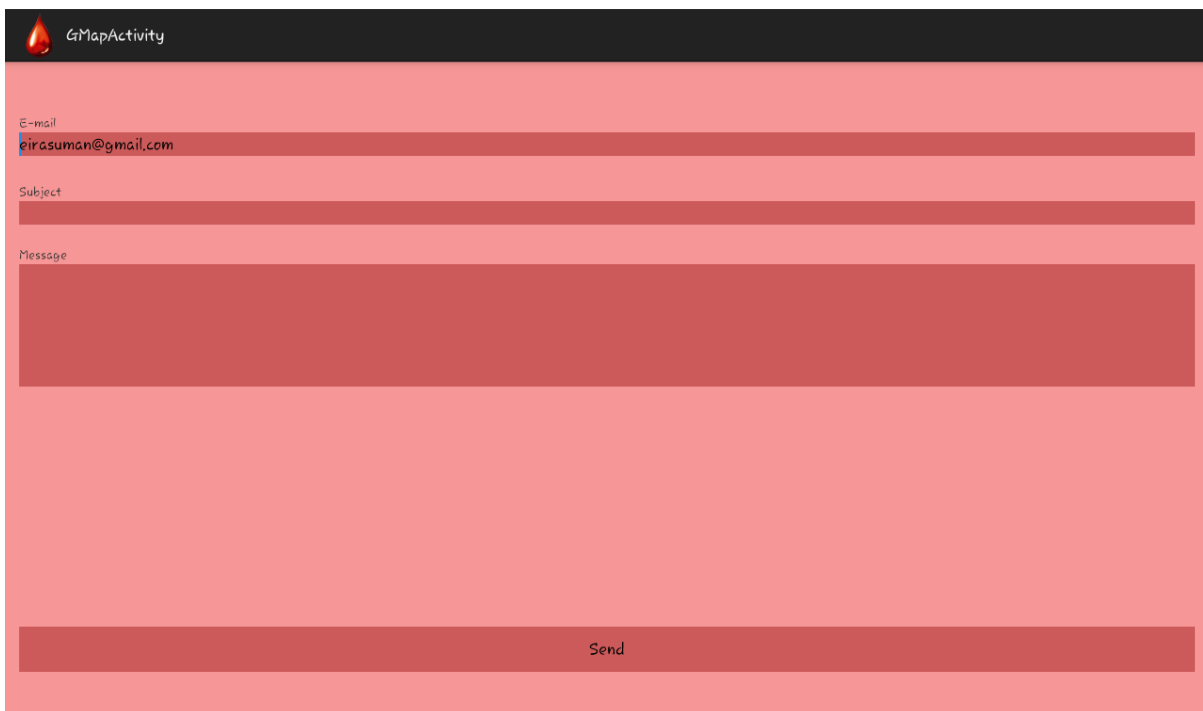 GMapActivity
E-mail
eirasuman@gmail.com
Subject
Message
Send